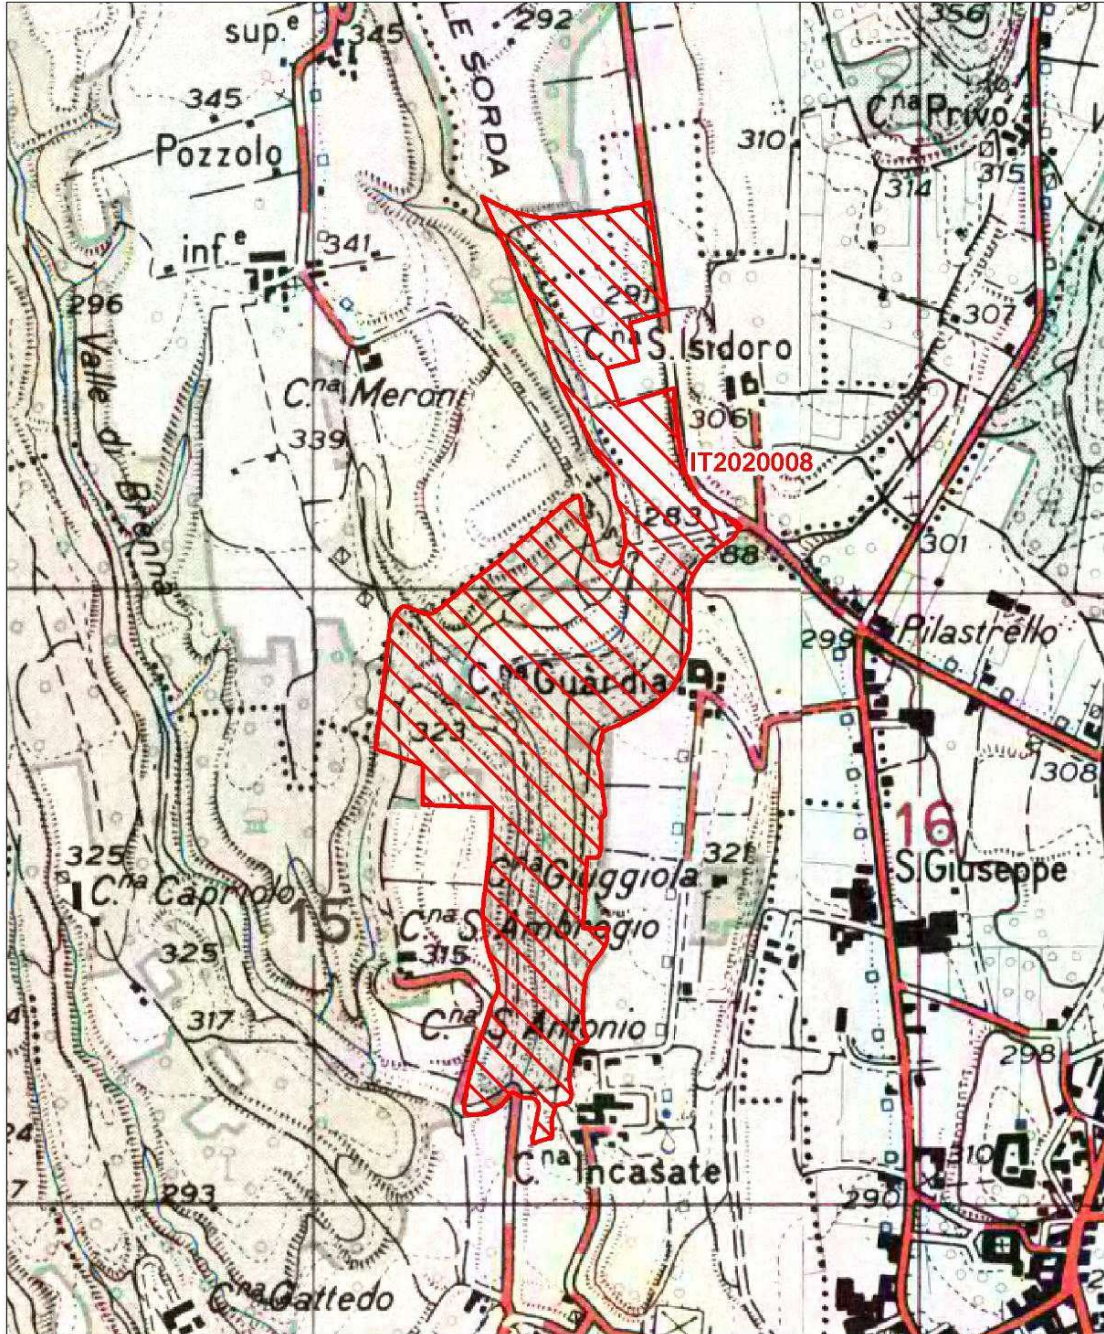 sup.e
345
292
LE SORDA
356
345
C.na Privo
310
315
314
Pozzolo
inf.e
341
296
291
307
C.na S. Isidoro
Valle di Brenna
C.na Meroni
306
339
IT2020008
283
288
301
299
Pilastrello
C.na Guardia
323
308
16
325
C.na Giuggiola
321
S. Giuseppe
C.na Capriolo
15
C.na S. Ambrogio
325
315
317
C.na S. Antonio
298
24
C.na Incasate
310
7
293
290
C.na Gattedo